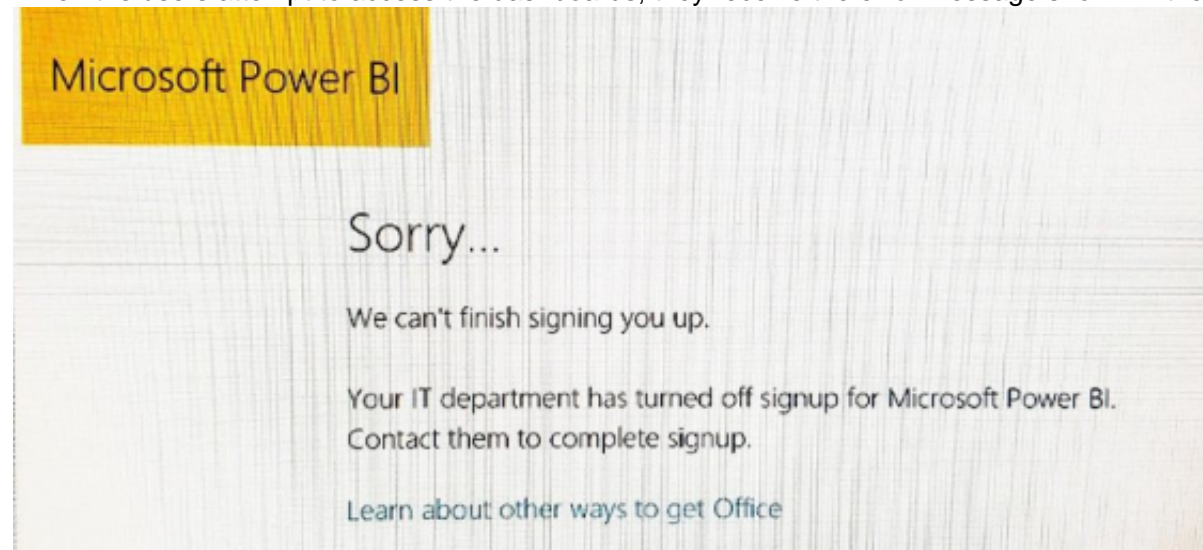 Microsoft Power BI
Sorry...
We can't finish signing you up.
Your IT department has turned off signup for Microsoft Power BI.
Contact them to complete signup.
Learn about other ways to get Office